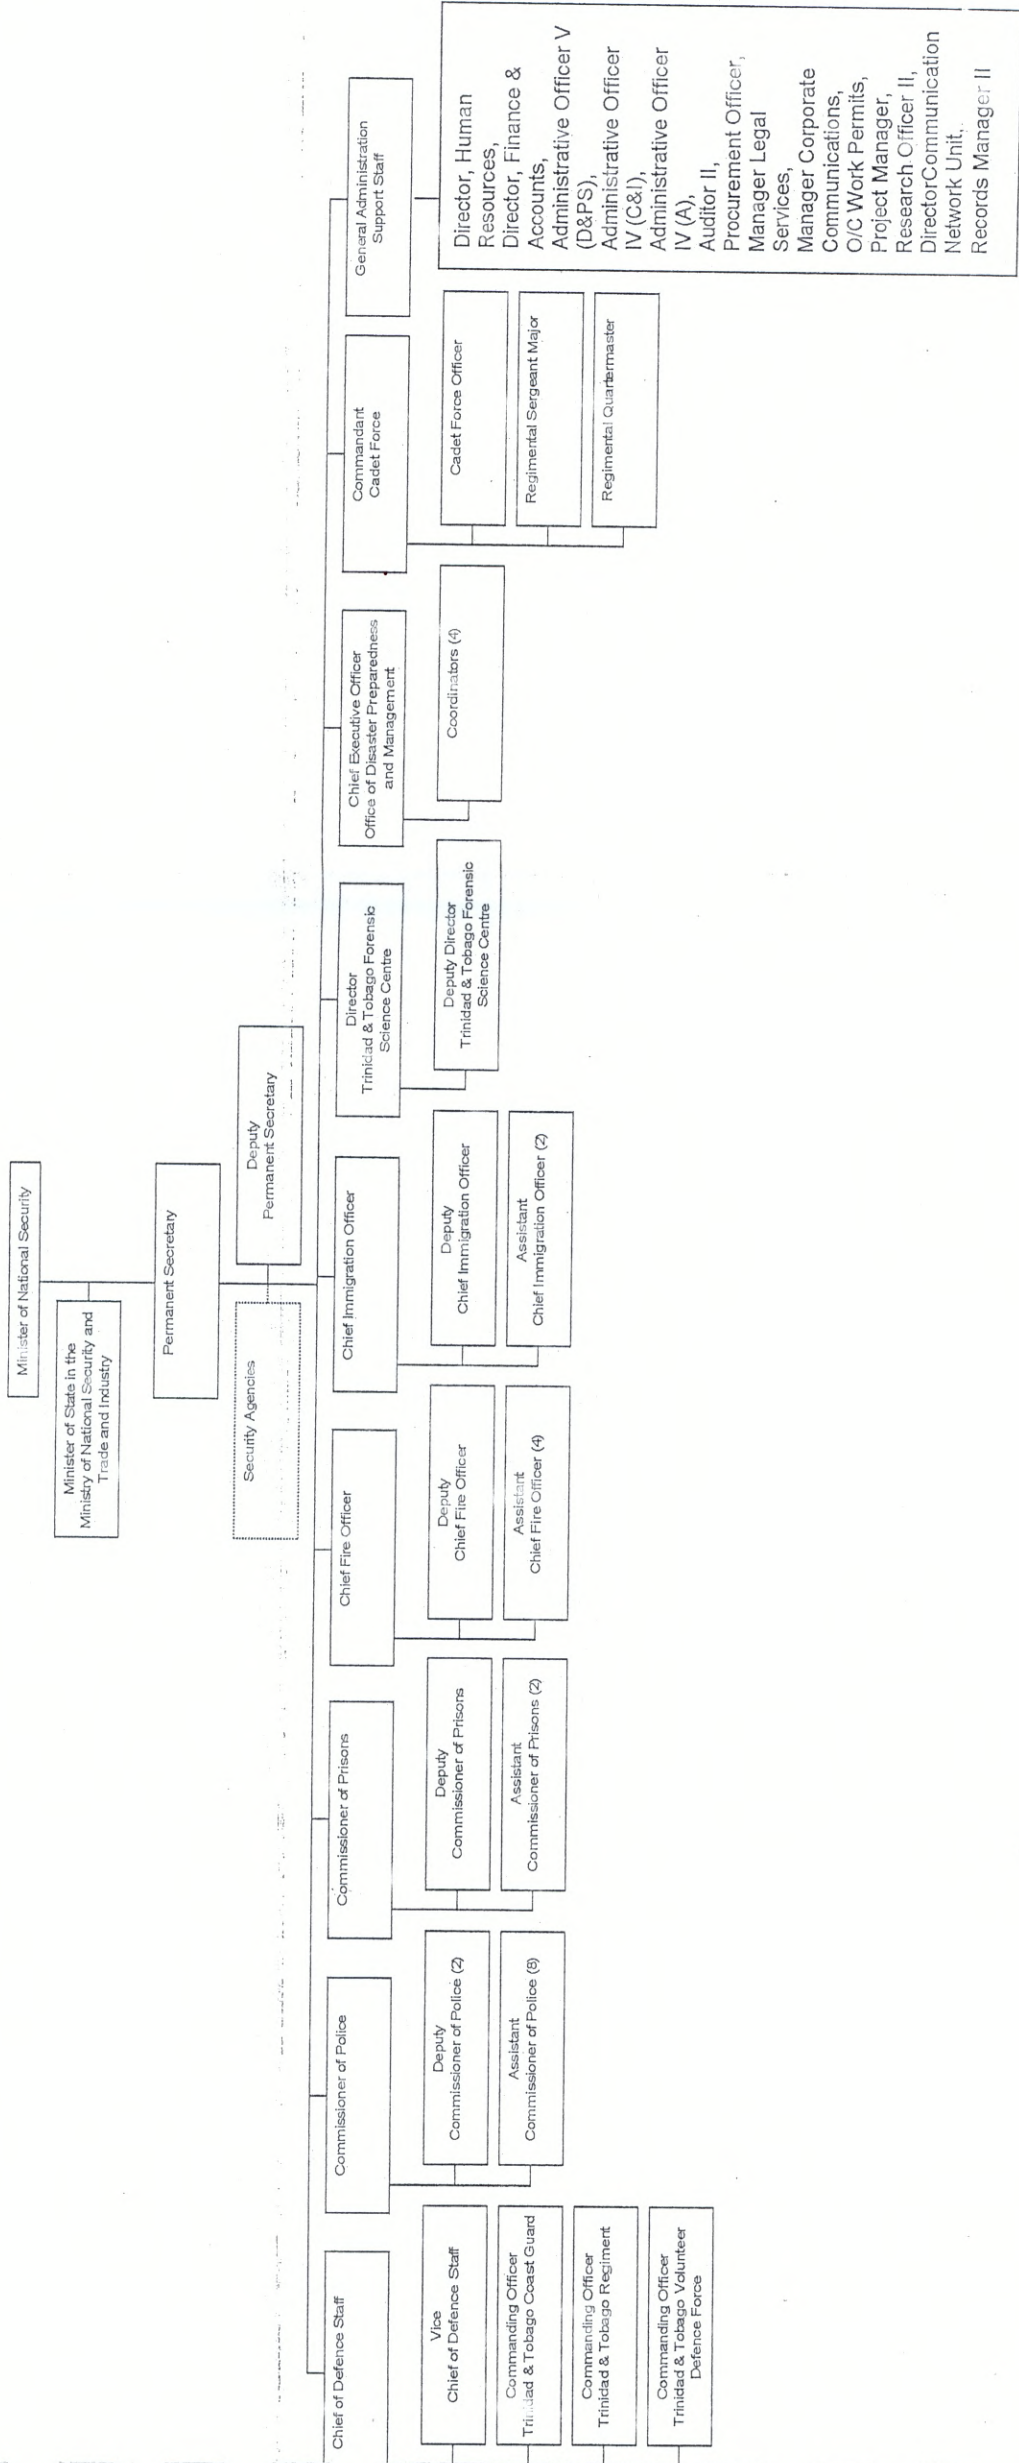 Minister of National Security
Minister of State in the
Ministry of National Security and
Trade and Industry
Permanent Secretary
Deputy
Permanent Secretary
Security Agencies
Chief of Defence Staff
Vice
Chief of Defence Staff
Commanding Officer
Trinidad & Tobago Coast Guard
Commanding Officer
Trinidad & Tobago Regiment
Commanding Officer
Trinidad & Tobago Volunteer
Defence Force
Commissioner of Police
Deputy
Commissioner of Police (2)
Assistant
Commissioner of Police (8)
Commissioner of Prisons
Deputy
Commissioner of Prisons
Assistant
Commissioner of Prisons (2)
Chief Fire Officer
Deputy
Chief Fire Officer
Assistant
Chief Fire Officer (4)
Chief Immigration Officer
Deputy
Chief Immigration Officer
Assistant
Chief Immigration Officer (2)
Director
Trinidad & Tobago Forensic
Science Centre
Deputy Director
Trinidad & Tobago Forensic
Science Centre
Chief Executive Officer
Office of Disaster Preparedness
and Management
Coordinators (4)
Commandant
Cadet Force
Cadet Force Officer
Regimental Sergeant Major
Regimental Quartermaster
General Administration
Support Staff
Director, Human
Resources,
Director, Finance &
Accounts,
Administrative Officer V
(D&PS),
Administrative Officer
IV (C&I),
Administrative Officer
IV (A),
Auditor II,
Procurement Officer,
Manager Legal
Services,
Manager Corporate
Communications,
O/C Work Permits,
Project Manager,
Research Officer II,
DirectorCommunication
Network Unit,
Records Manager II